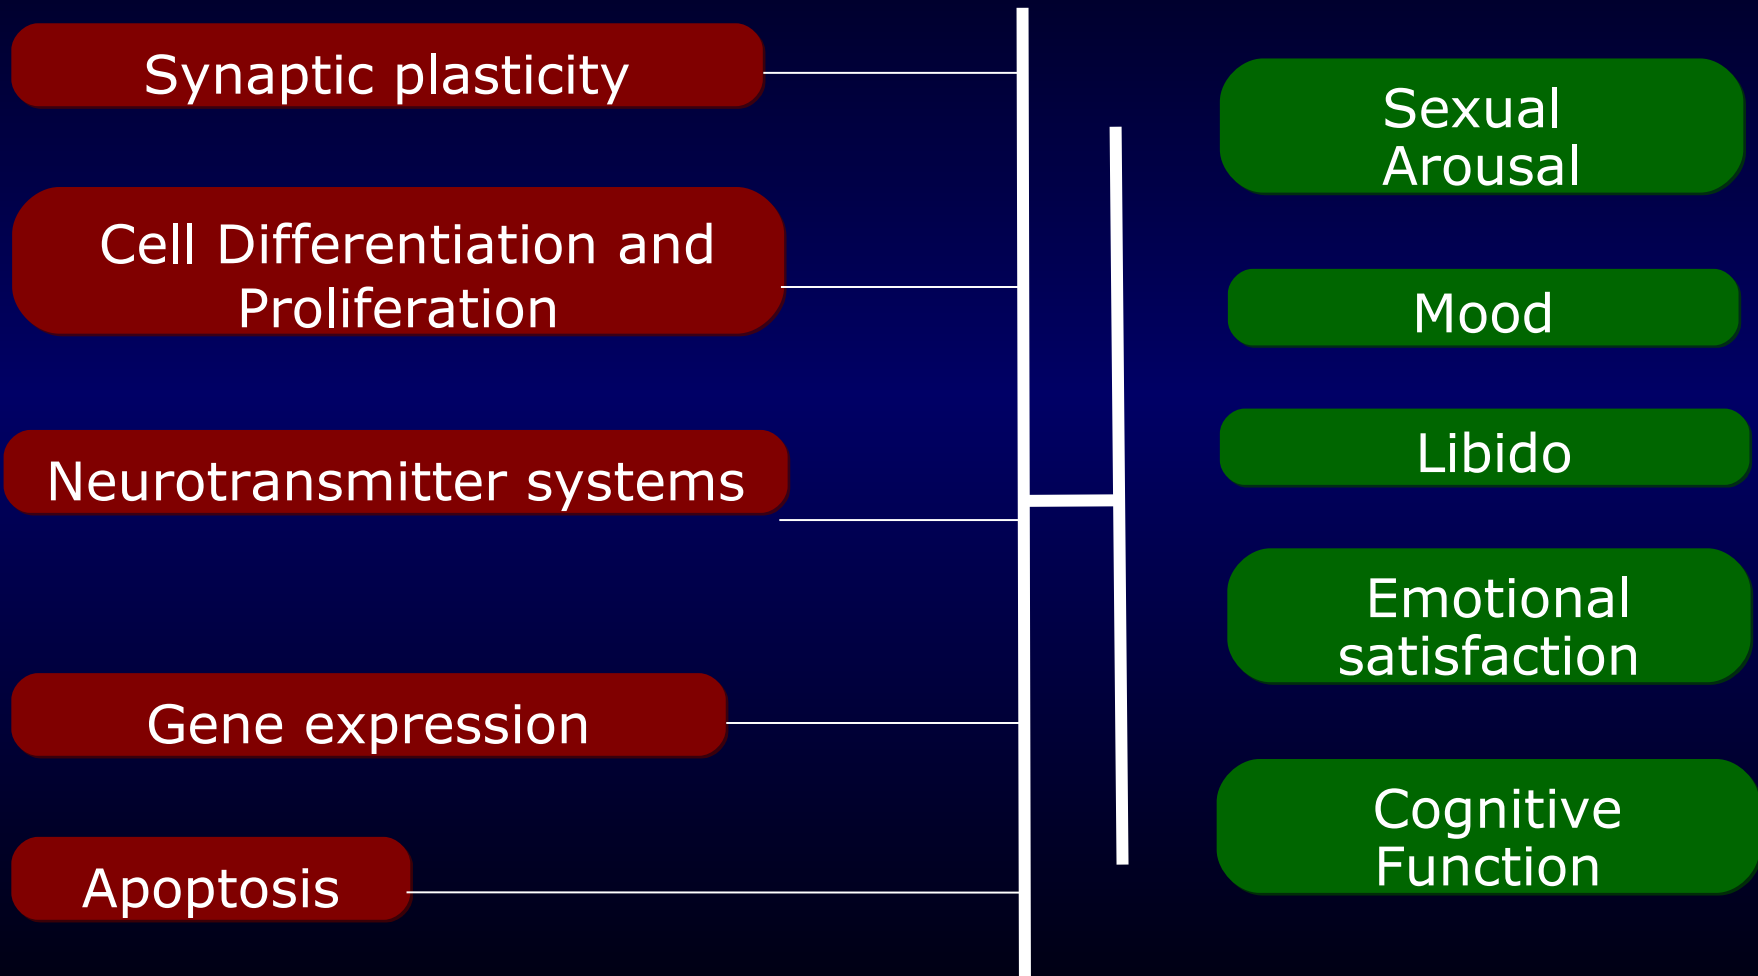 Synaptic plasticity
Cell Differentiation and
Proliferation
Neurotransmitter systems
Gene expression
Apoptosis
Sexual
Arousal
Mood
Libido
Emotional
satisfaction
Cognitive
Function